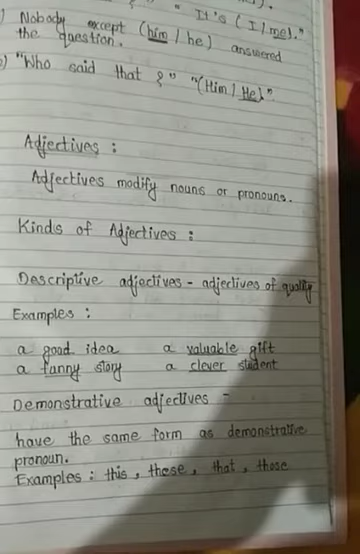 " It's (I / me)."
) Nobody except (him / he) answered
the question.
) "Who said that ?" "(Him / He)".
Adjectives :
Adjectives modify nouns or pronouns.
Kinds of Adjectives :
Descriptive adjectives - adjectives of quality
Examples :
a good idea a valuable gift
a funny story a clever student
Demonstrative adjectives -
have the same form as demonstrative
pronoun.
Examples : this, these, that, those